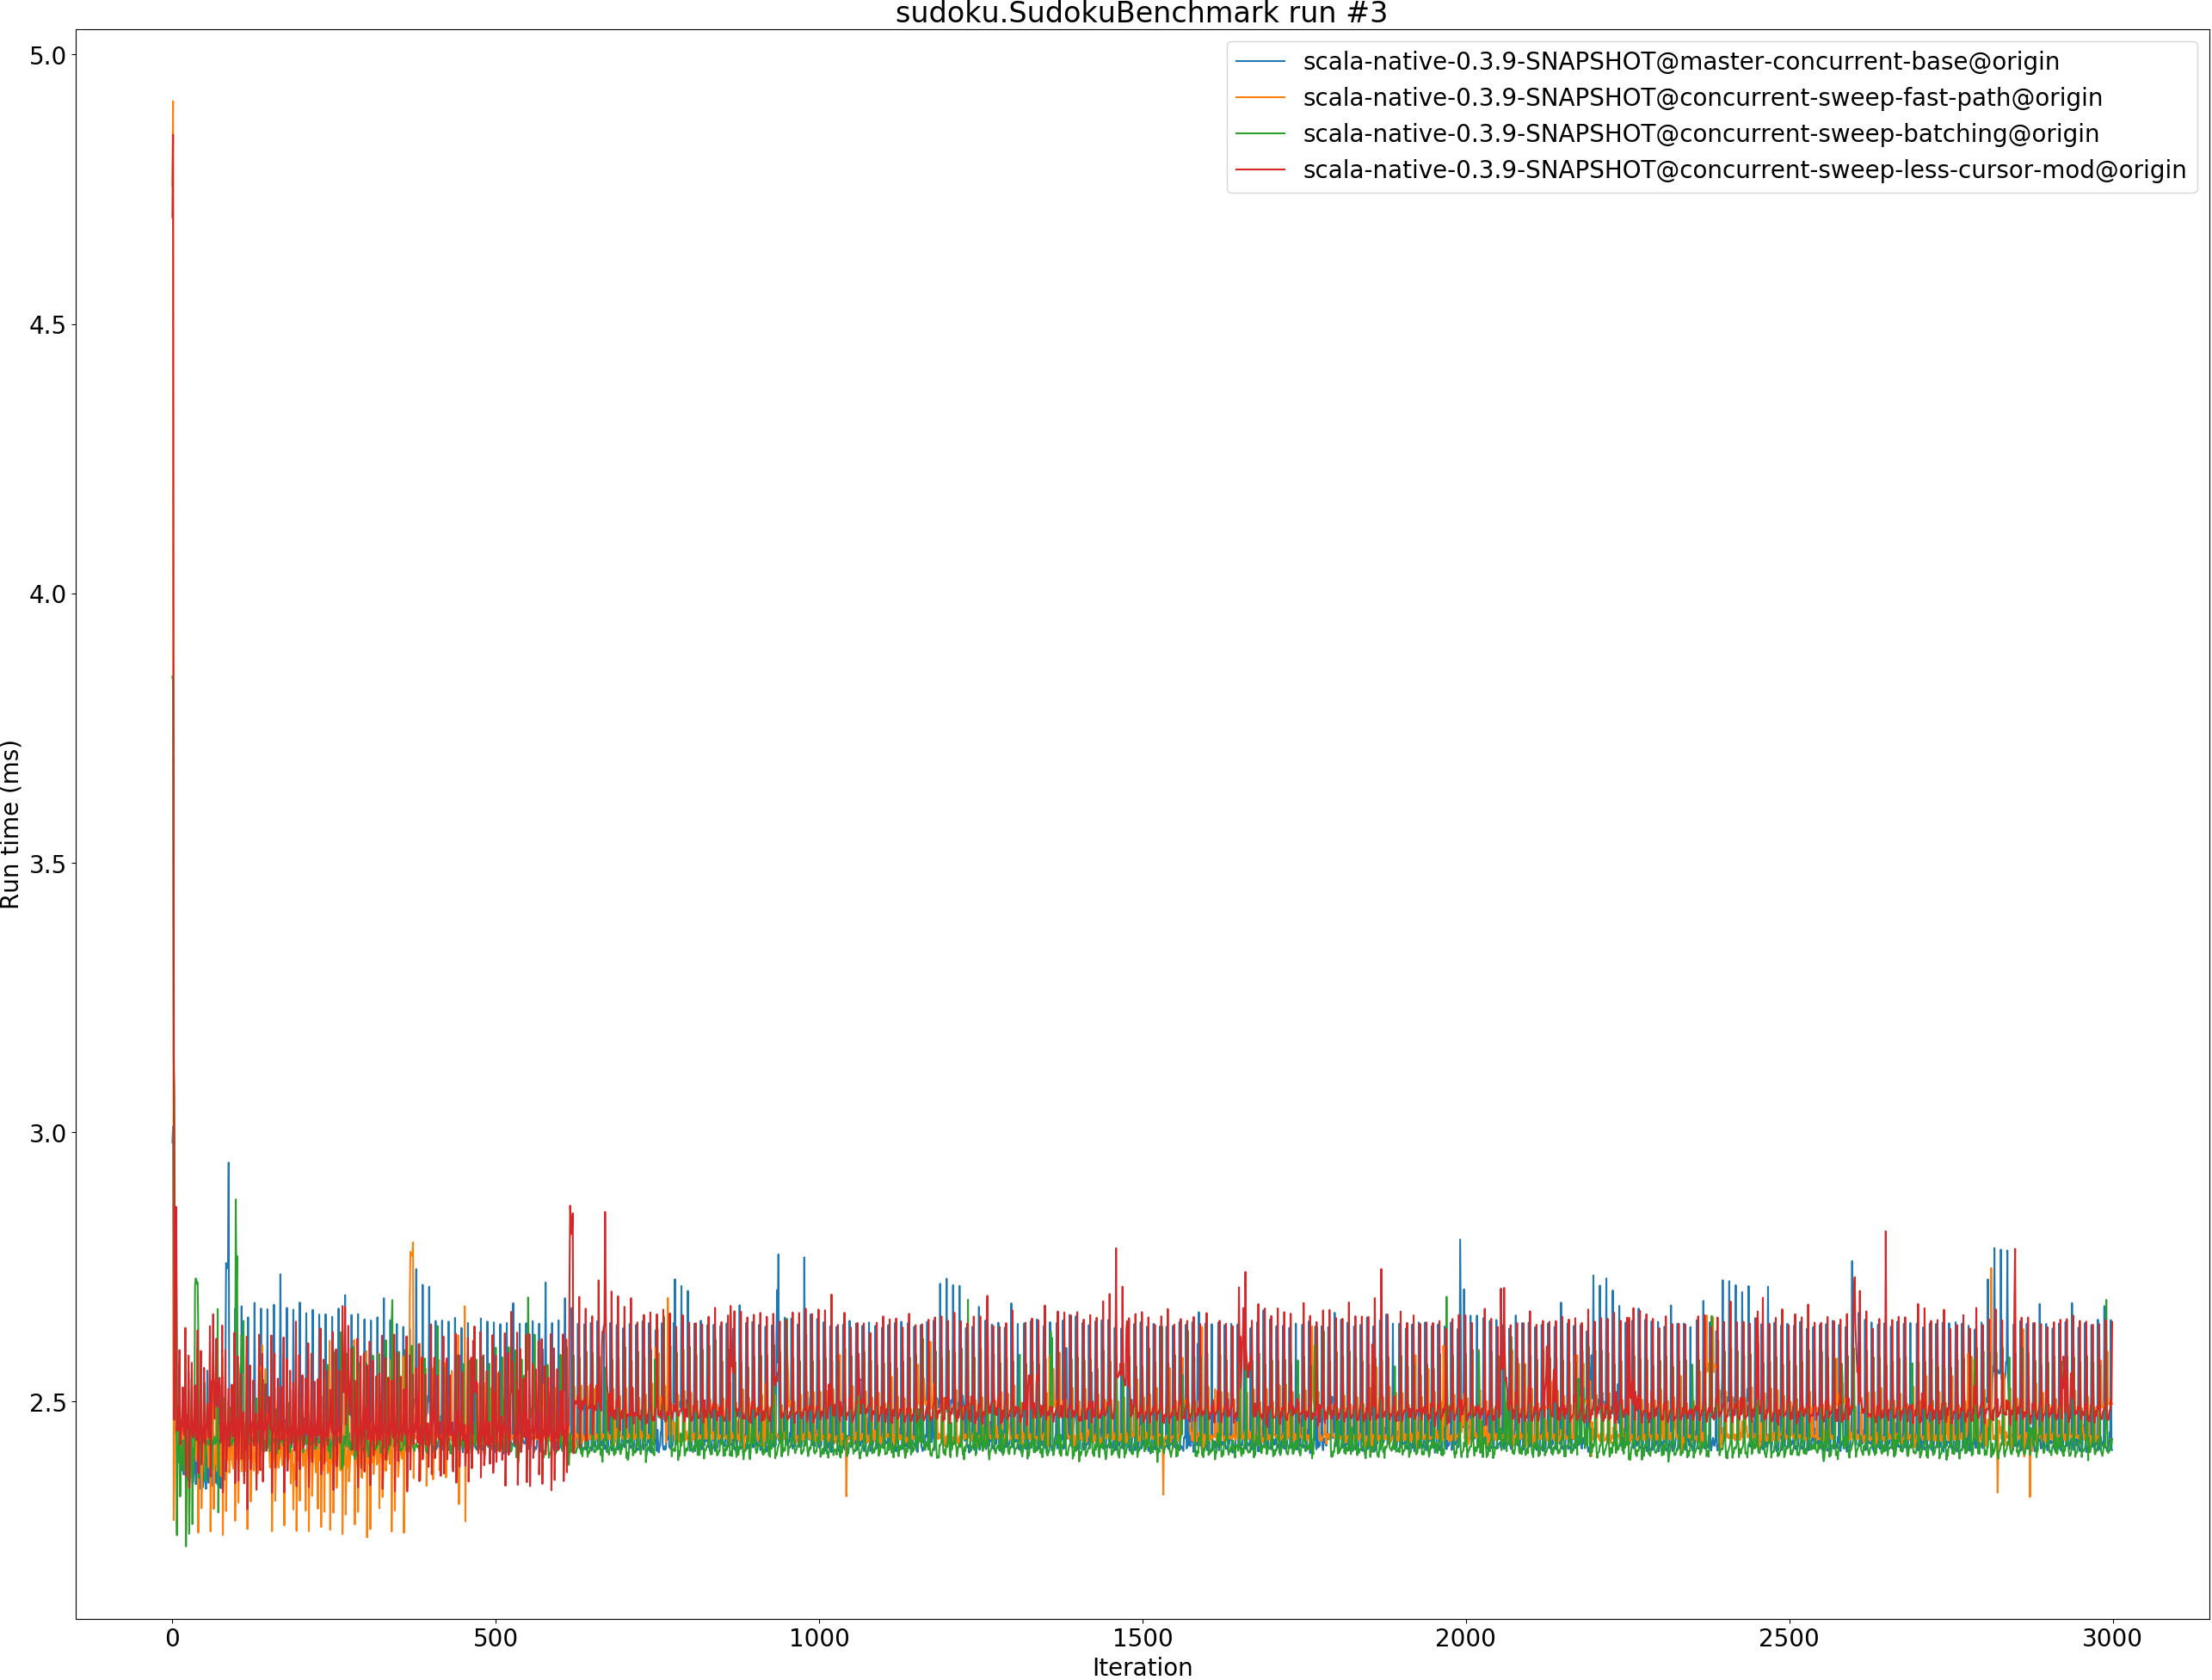 sudoku.SudokuBenchmark run #3
scala-native-0.3.9-SNAPSHOT@master-concurrent-base@origin
scala-native-0.3.9-SNAPSHOT@concurrent-sweep-fast-path@origin
scala-native-0.3.9-SNAPSHOT@concurrent-sweep-batching@origin
scala-native-0.3.9-SNAPSHOT@concurrent-sweep-less-cursor-mod@origin
5.0
4.5
4.0
3.5
3.0
2.5
Run time (ms)
0 500 1000 1500 2000 2500 3000
Iteration